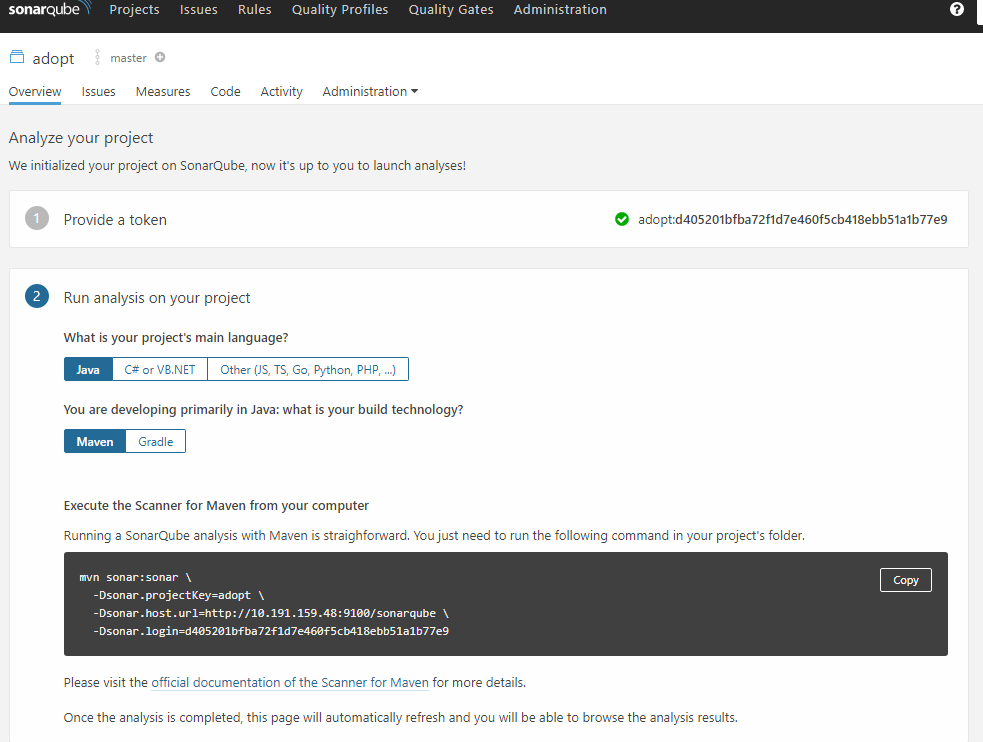 sonarqube Projects Issues Rules Quality Profiles Quality Gates Administration ?
adopt master
Overview Issues Measures Code Activity Administration
Analyze your project
We initialized your project on SonarQube, now it's up to you to launch analyses!
1 Provide a token adopt:d405201bfba72f1d7e460f5cb418ebb51a1b77e9
2 Run analysis on your project
What is your project's main language?
Java C# or VB.NET Other (JS, TS, Go, Python, PHP, ...)
You are developing primarily in Java: what is your build technology?
Maven Gradle
Execute the Scanner for Maven from your computer
Running a SonarQube analysis with Maven is straighforward. You just need to run the following command in your project's folder.
mvn sonar:sonar \
Copy
-Dsonar.projectKey=adopt \
-Dsonar.host.url=http://10.191.159.48:9100/sonarqube \
-Dsonar.login=d405201bfba72f1d7e460f5cb418ebb51a1b77e9
Please visit the official documentation of the Scanner for Maven for more details.
Once the analysis is completed, this page will automatically refresh and you will be able to browse the analysis results.